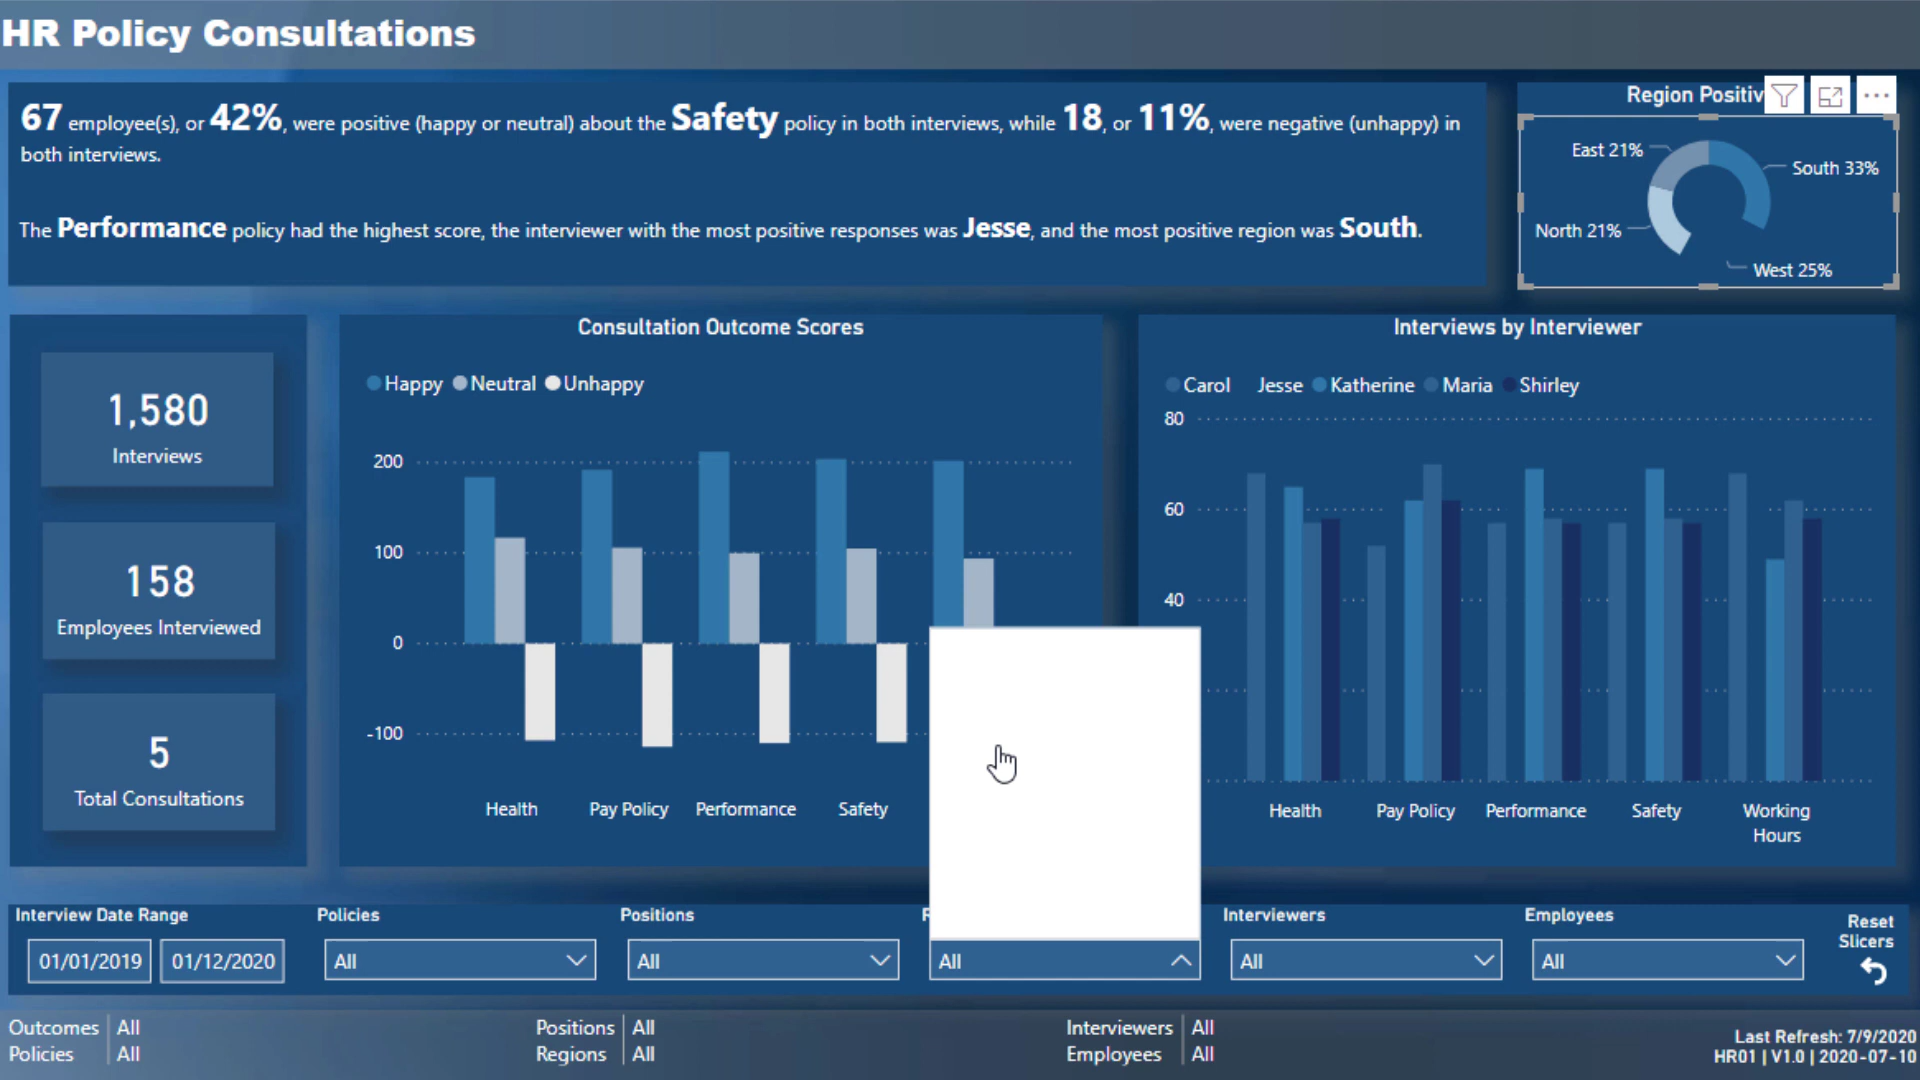 HR Policy Consultations
67 employee(s), or 42%, were positive (happy or neutral) about the Safety policy in both interviews, while 18, or 11%, were negative (unhappy) in
both interviews.
The Performance policy had the highest score, the interviewer with the most positive responses was Jesse, and the most positive region was South.
Region Positiv
East 21%
South 33%
North 21%
West 25%
1,580
Interviews
158
Employees Interviewed
5
Total Consultations
Consultation Outcome Scores
Happy Neutral Unhappy
200
100
0
-100
Health Pay Policy Performance Safety
Interviews by Interviewer
Carol Jesse Katherine Maria Shirley
80
60
40
Health Pay Policy Performance Safety Working
Hours
Interview Date Range
01/01/2019 01/12/2020
Policies
All
Positions
All
All
Interviewers
All
Employees
All
Reset
Slicers
Outcomes All
Policies All
Positions All
Regions All
Interviewers All
Employees All
Last Refresh: 7/9/2020
HR01 | V1.0 | 2020-07-10